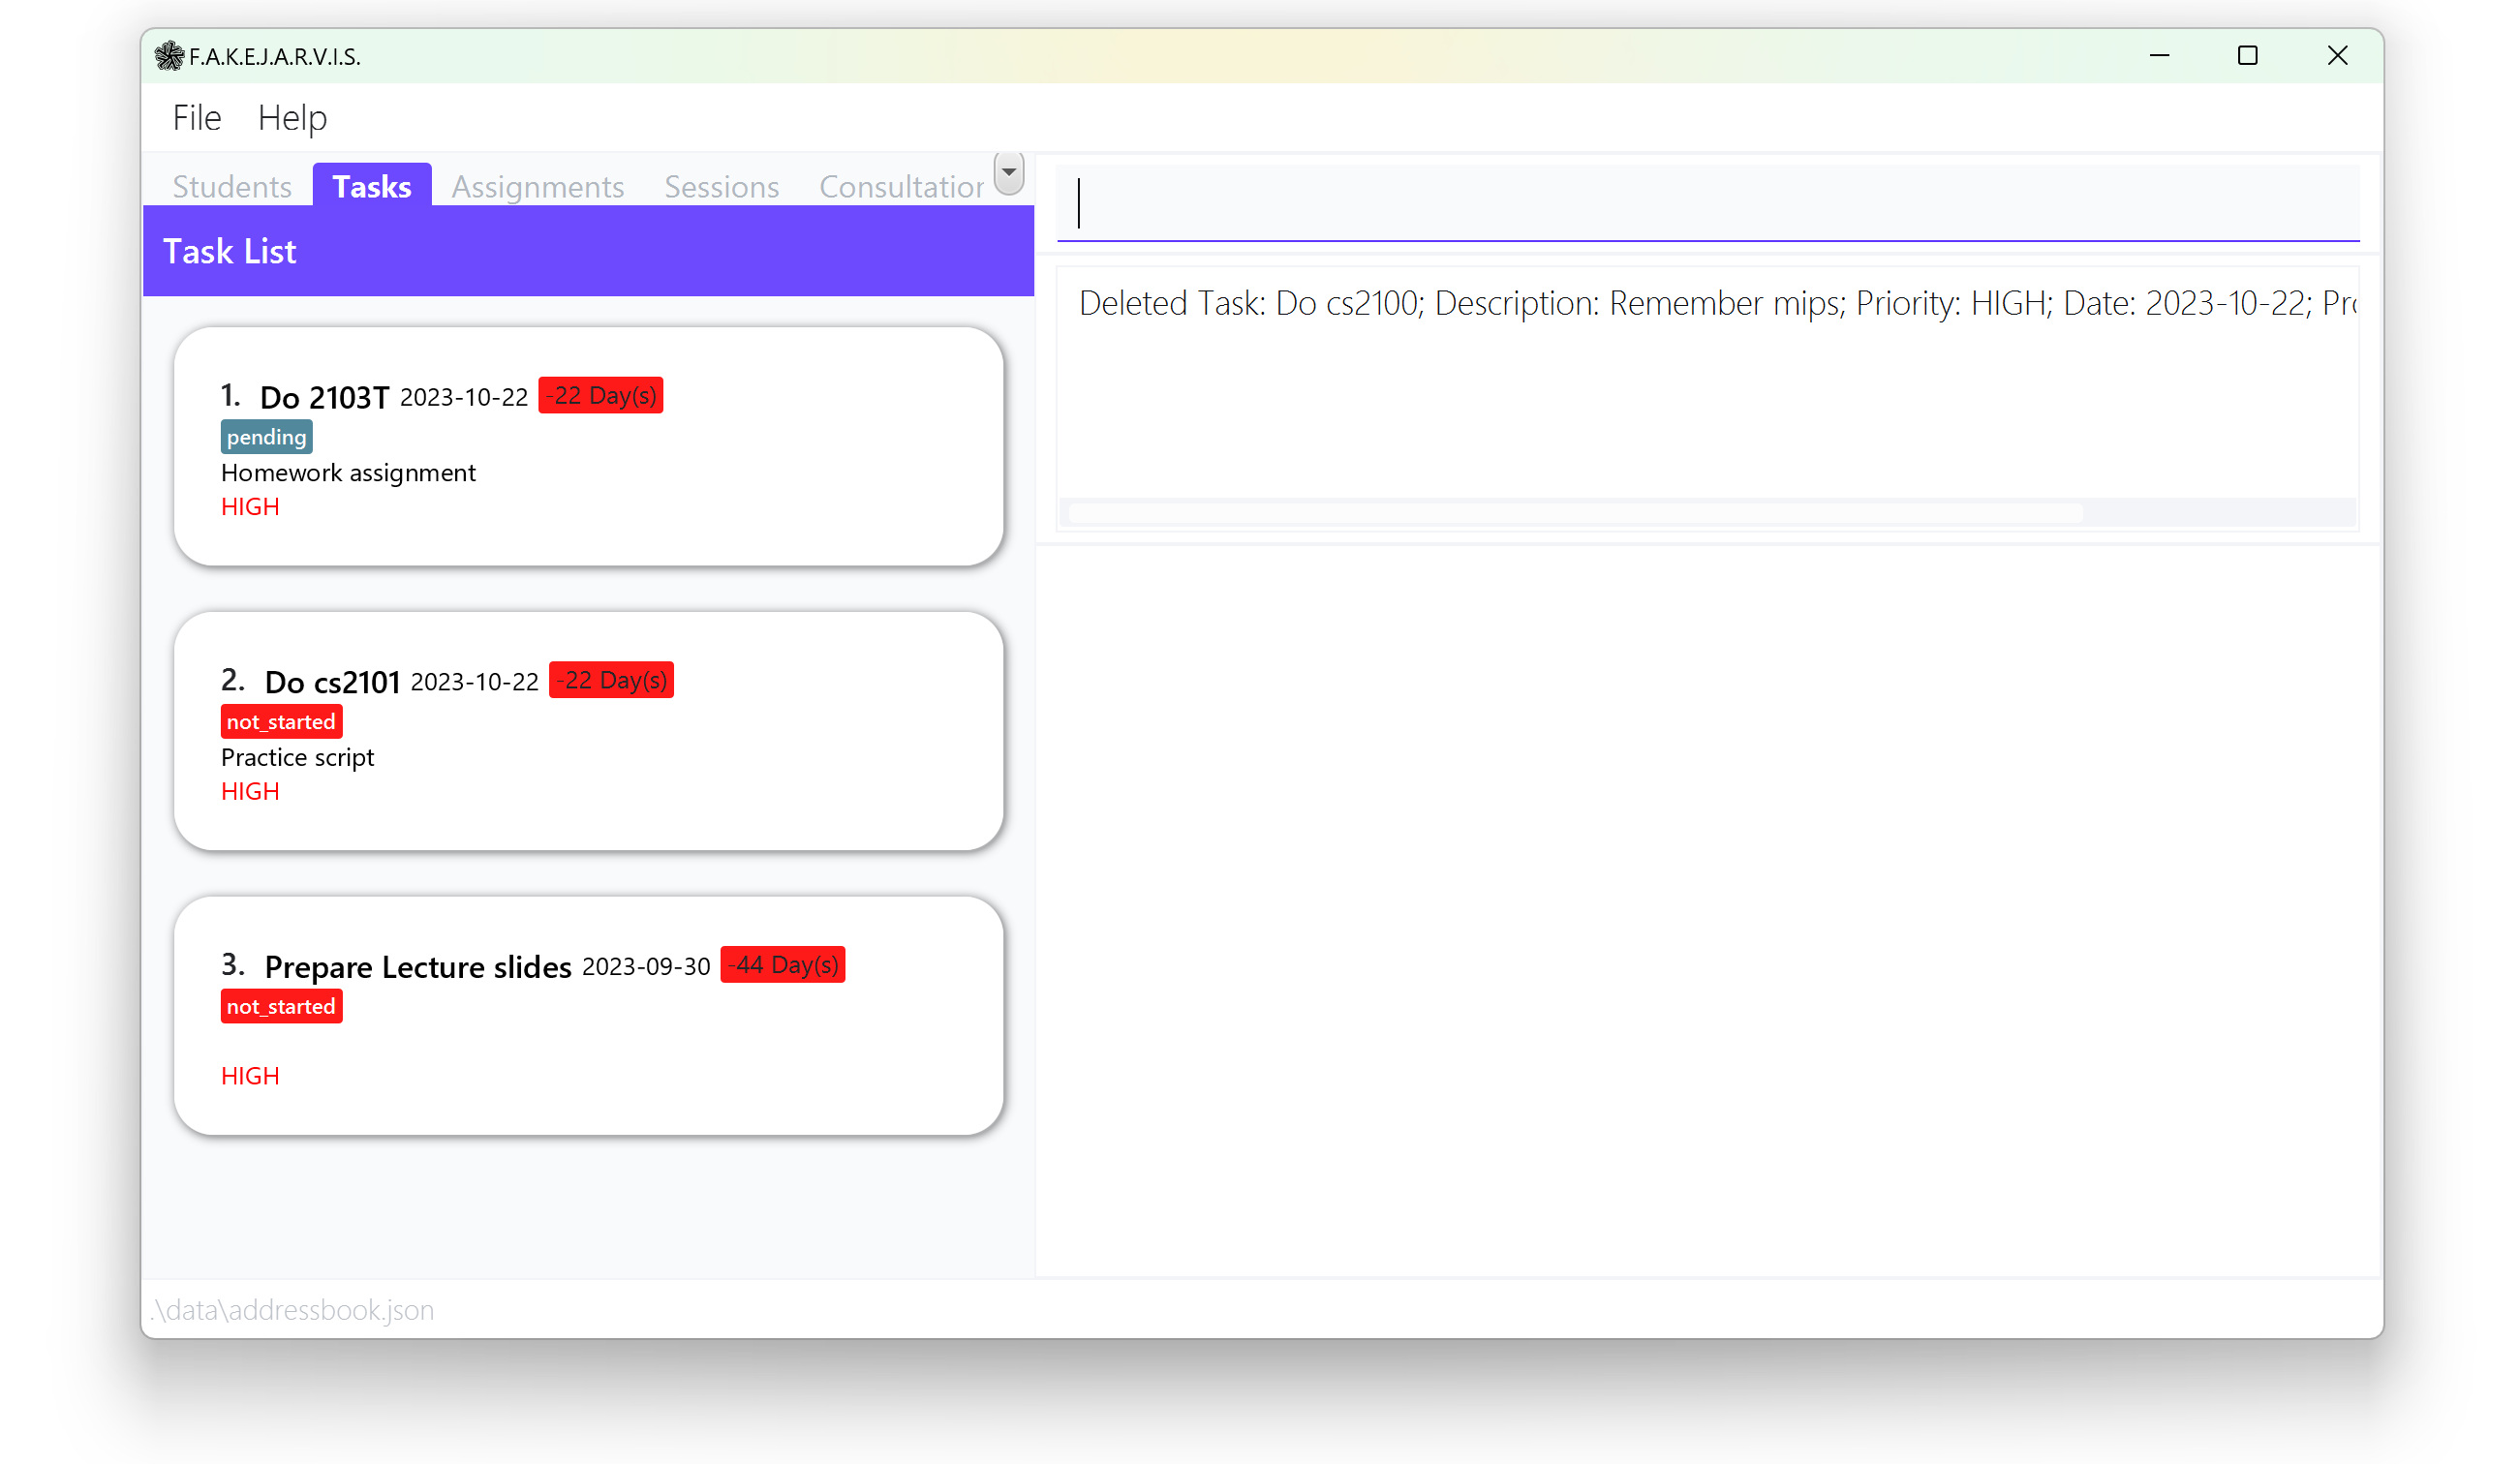 F.A.K.E.J.A.R.V.I.S.
File Help
Students Tasks Assignments Sessions Consultation
Task List
1. Do 2103T 2023-10-22 -22 Day(s)
pending
Homework assignment
HIGH
2. Do cs2101 2023-10-22 -22 Day(s)
not_started
Practice script
HIGH
3. Prepare Lecture slides 2023-09-30 -44 Day(s)
not_started
HIGH
Deleted Task: Do cs2100; Description: Remember mips; Priority: HIGH; Date: 2023-10-22;
.\data\addressbook.json